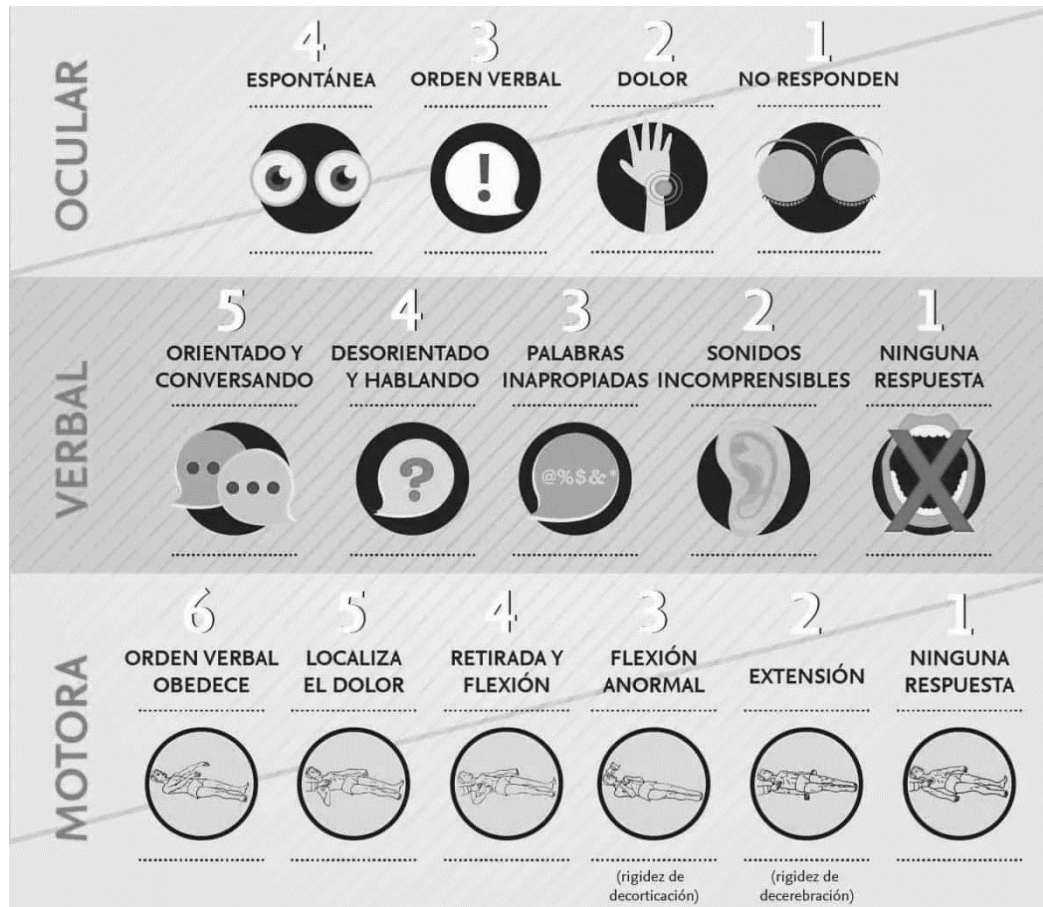 OCULAR
4 3 2 1
ESPONTÁNEA ORDEN VERBAL DOLOR NO RESPONDEN
!
VERBAL
5 4 3 2 1
ORIENTADO Y DESORIENTADO PALABRAS SONIDOS NINGUNA
CONVERSANDO Y HABLANDO INAPROPIADAS INCOMPRENSIBLES RESPUESTA
? @%$&*
X
MOTORA
6 5 4 3 2 1
ORDEN VERBAL LOCALIZA RETIRADA Y FLEXIÓN EXTENSIÓN NINGUNA
OBEDECE EL DOLOR FLEXIÓN ANORMAL RESPUESTA
(rigidez de (rigidez de
decorticación) decerebración)